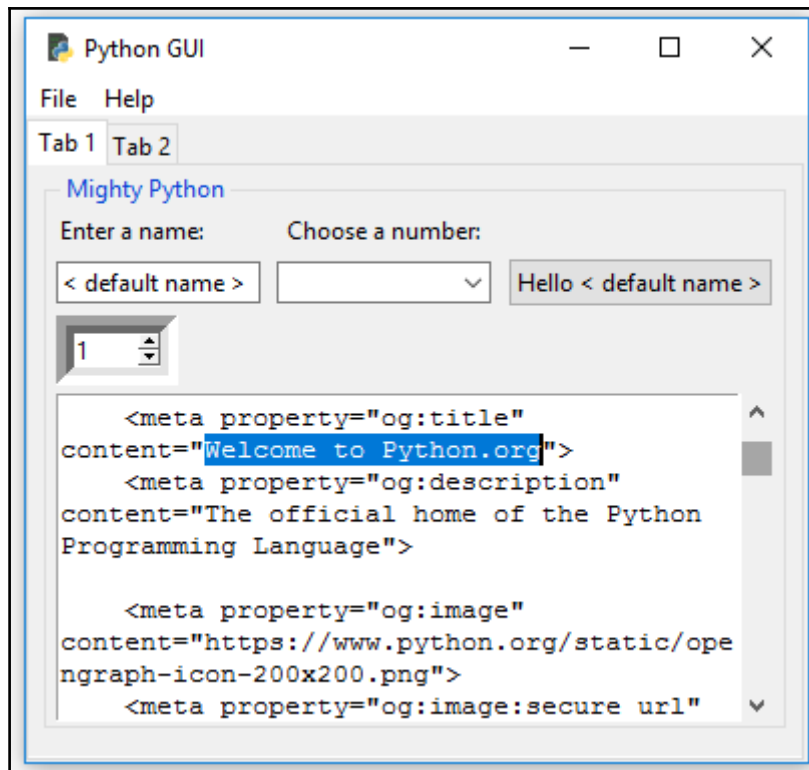 Python GUI
File Help
Tab 1 Tab 2
Mighty Python
Enter a name: Choose a number:
< default name > Hello < default name >
1
<meta property="og:title"
content="Welcome to Python.org">
<meta property="og:description"
content="The official home of the Python
Programming Language">
<meta property="og:image"
content="https://www.python.org/static/ope
ngraph-icon-200x200.png">
<meta property="og:image:secure_url"